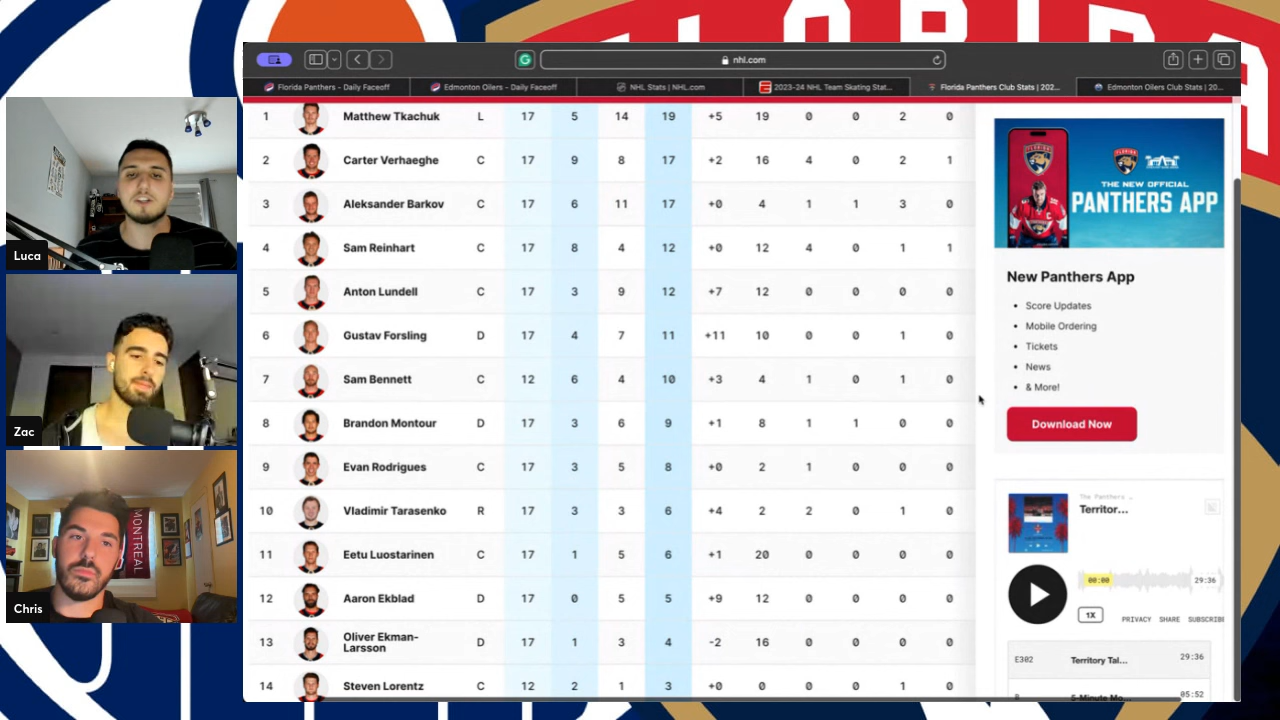 FLORIDA
nhl.com
Florida Panthers - Daily Faceoff
Edmonton Oilers - Daily Faceoff
NHL Stats | NHL.com
2023-24 NHL Team Skating Stat...
Florida Panthers Club Stats | 202...
Edmonton Oilers Club Stats | 20...
1 Matthew Tkachuk L 17 5 14 19 +5 19 0 0 2 0
2 Carter Verhaeghe C 17 9 8 17 +2 16 4 0 2 1
3 Aleksander Barkov C 17 6 11 17 +0 4 1 1 3 0
4 Sam Reinhart C 17 8 4 12 +0 12 4 0 1 1
5 Anton Lundell C 17 3 9 12 +7 12 0 0 0 0
6 Gustav Forsling D 17 4 7 11 +11 10 0 0 1 0
7 Sam Bennett C 12 6 4 10 +3 4 1 0 1 0
8 Brandon Montour D 17 3 6 9 +1 8 1 1 0 0
9 Evan Rodrigues C 17 3 5 8 +0 2 1 0 0 0
10 Vladimir Tarasenko R 17 3 3 6 +4 2 2 0 1 0
11 Eetu Luostarinen C 17 1 5 6 +1 20 0 0 0 0
12 Aaron Ekblad D 17 0 5 5 +9 12 0 0 0 0
13 Oliver Ekman-
Larsson D 17 1 3 4 -2 16 0 0 0 0
14 Steven Lorentz C 12 2 1 3 +0 0 0 0 1 0
THE NEW OFFICIAL
PANTHERS APP
New Panthers App
• Score Updates
• Mobile Ordering
• Tickets
• News
• & More!
Download Now
The Panthers
Territor...
00:00
29:36
1X
PRIVACY SHARE SUBSCRIBE
E302 Territory Tal... 29:36
5-Minute Mo... 05:52
Luca
Zac
MONTREAL
Chris